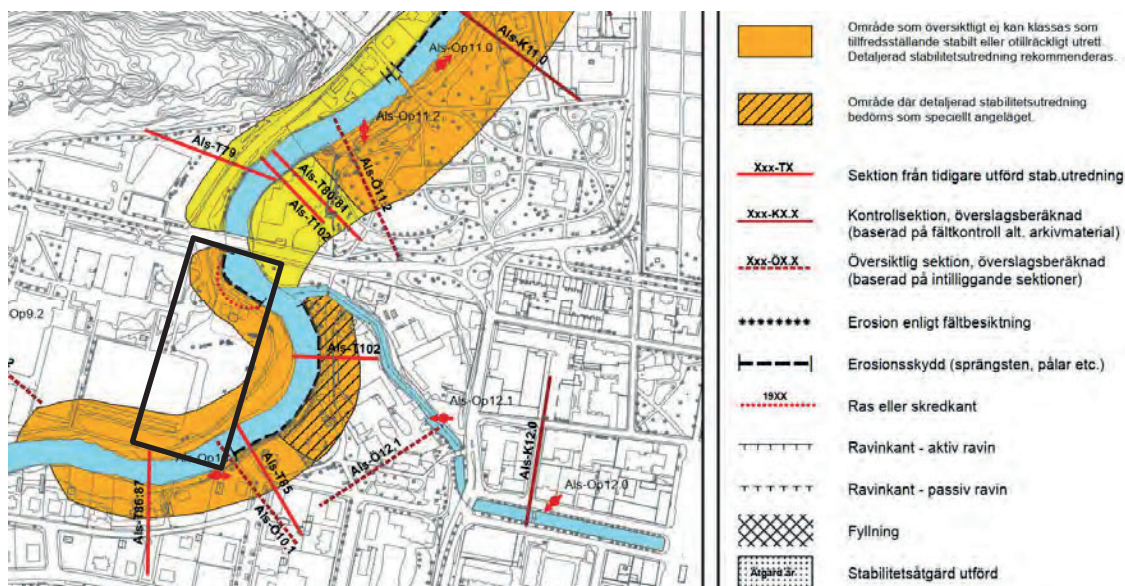 Als-Op11.0
Als-K11.0
Als-Op11.2
Als-T79
Als-Ö11.2
Als-T80:81
Als-T102
Op9.2
Als-T102
Als-Op12.1
Als-Ö12.1
Als-K12.0
Als-Op12.0
Als-T85
Als-Ö10.1
Als-T86:87
Område som översiktligt ej kan klassas som
tillfredsställande stabilt eller otillräckligt utrett.
Detaljerad stabilitetsutredning rekommenderas.
Område där detaljerad stabilitetsutredning
bedöms som speciellt angeläget.
Xxx-TX
Sektion från tidigare utförd stab.utredning
Xxx-KX.X
Kontrollsektion, överslagsberäknad
(baserad på fältkontroll alt. arkivmaterial)
Xxx-ÖX.X
Översiktlig sektion, överslagsberäknad
(baserad på intilliggande sektioner)
Erosion enligt fältbesiktning
Erosionsskydd (sprängsten, pålar etc.)
19XX
Ras eller skredkant
Ravinkant - aktiv ravin
Ravinkant - passiv ravin
Fyllning
Åtgärd år
Stabilitetsåtgärd utförd